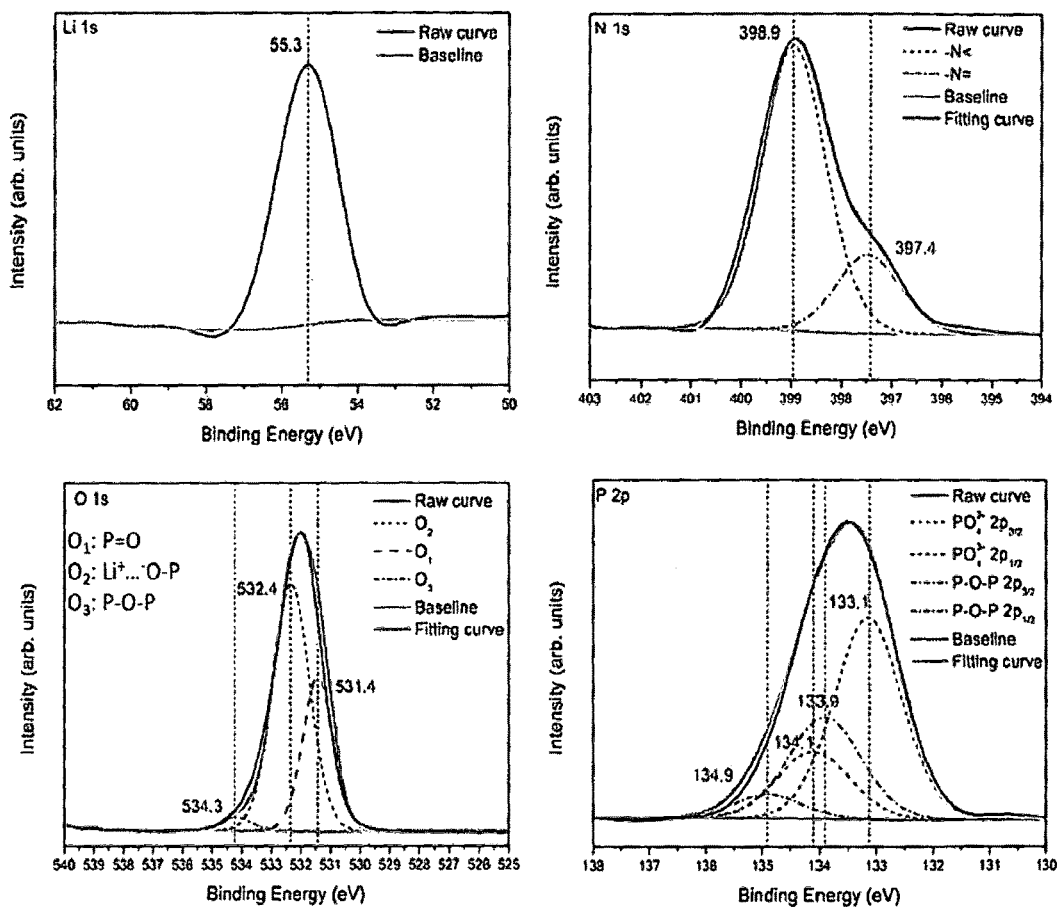 Li 1s
55.3
Raw curve
Baseline
Intensity (arb. units)
62 60 58 56 54 52 50
Binding Energy (eV)
N 1s
398.9
397.4
Raw curve
-N<
-N=
Baseline
Fitting curve
Intensity (arb. units)
403 402 401 400 399 398 397 396 395 394
Binding Energy (eV)
O 1s
O₁: P=O
O₂: Li⁺...⁻O-P
O₃: P-O-P
532.4
531.4
534.3
Raw curve
O₂
O₁
O₃
Baseline
Fitting curve
Intensity (arb. units)
540 539 538 537 536 535 534 533 532 531 530 529 528 527 526 525
Binding Energy (eV)
P 2p
133.1
133.9
134.1
134.9
Raw curve
PO₄³⁻ 2p₃/₂
PO₄³⁻ 2p₁/₂
P-O-P 2p₃/₂
P-O-P 2p₁/₂
Baseline
Fitting curve
Intensity (arb. units)
138 137 136 135 134 133 132 131 130
Binding Energy (eV)